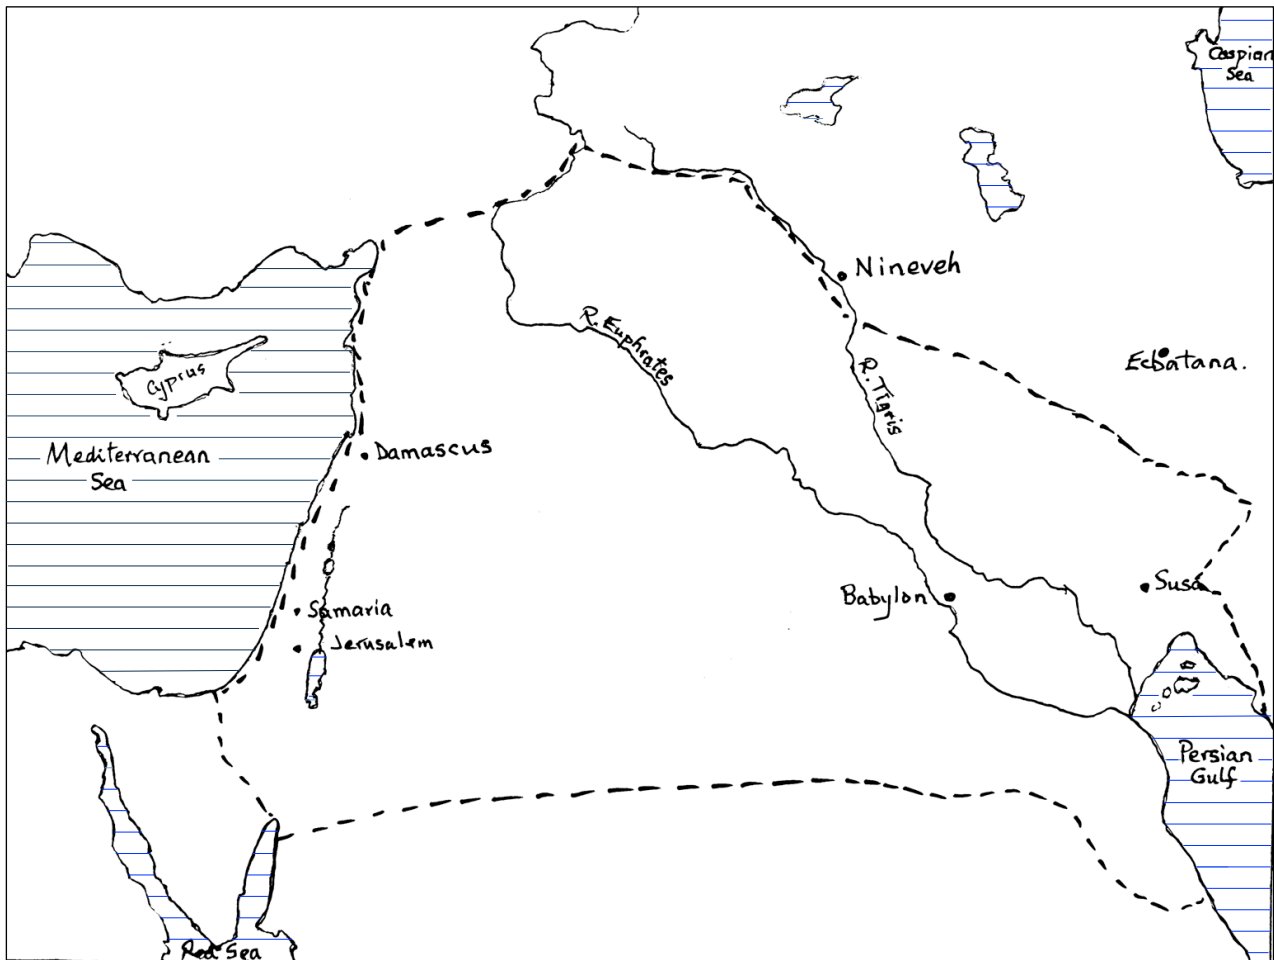 Caspian
Sea
Nineveh
R. Euphrates
Ecbatana.
R. Tigris
Cyprus
Mediterranean
Sea
Damascus
Susa
Babylon
Samaria
Jerusalem
Persian
Gulf
Red Sea